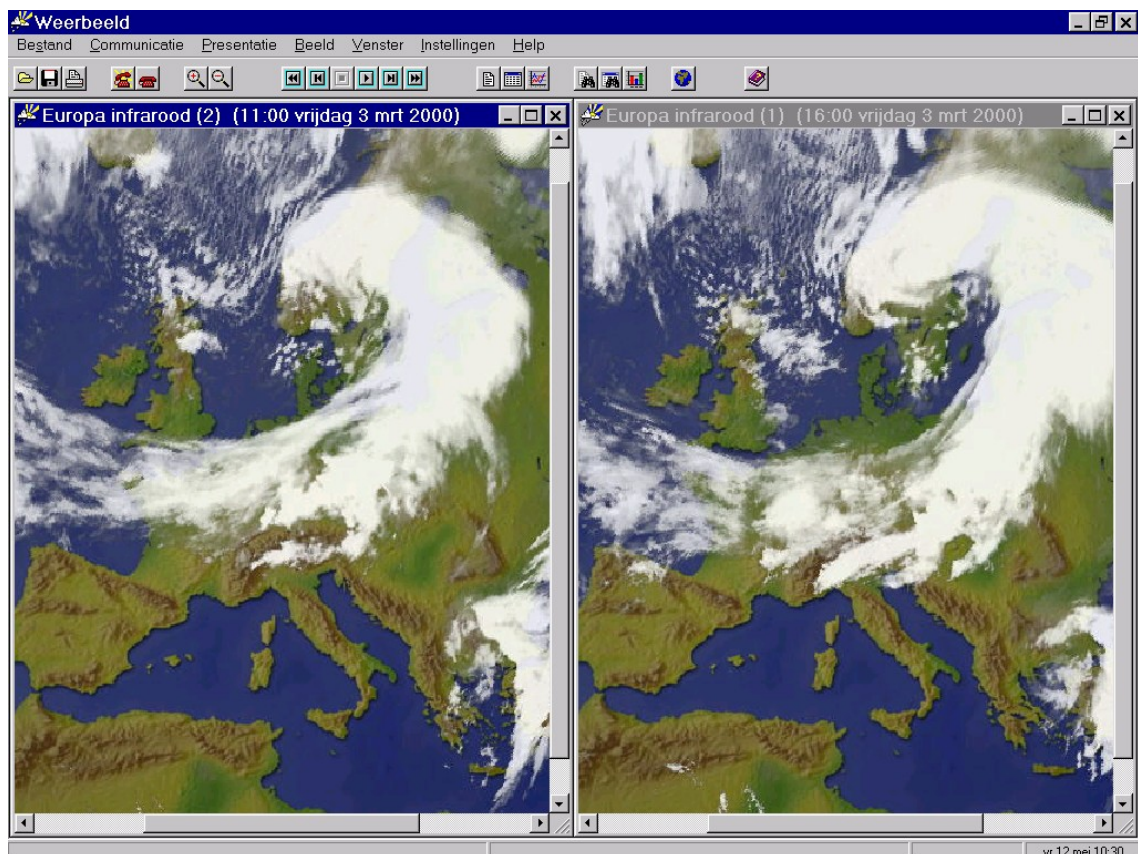 Weerbeeld
Bestand Communicatie Presentatie Beeld Venster Instellingen Help
Europa infrarood (2) (11:00 vrijdag 3 mrt 2000)
Europa infrarood (1) (16:00 vrijdag 3 mrt 2000)
vr 12 mei 10:30